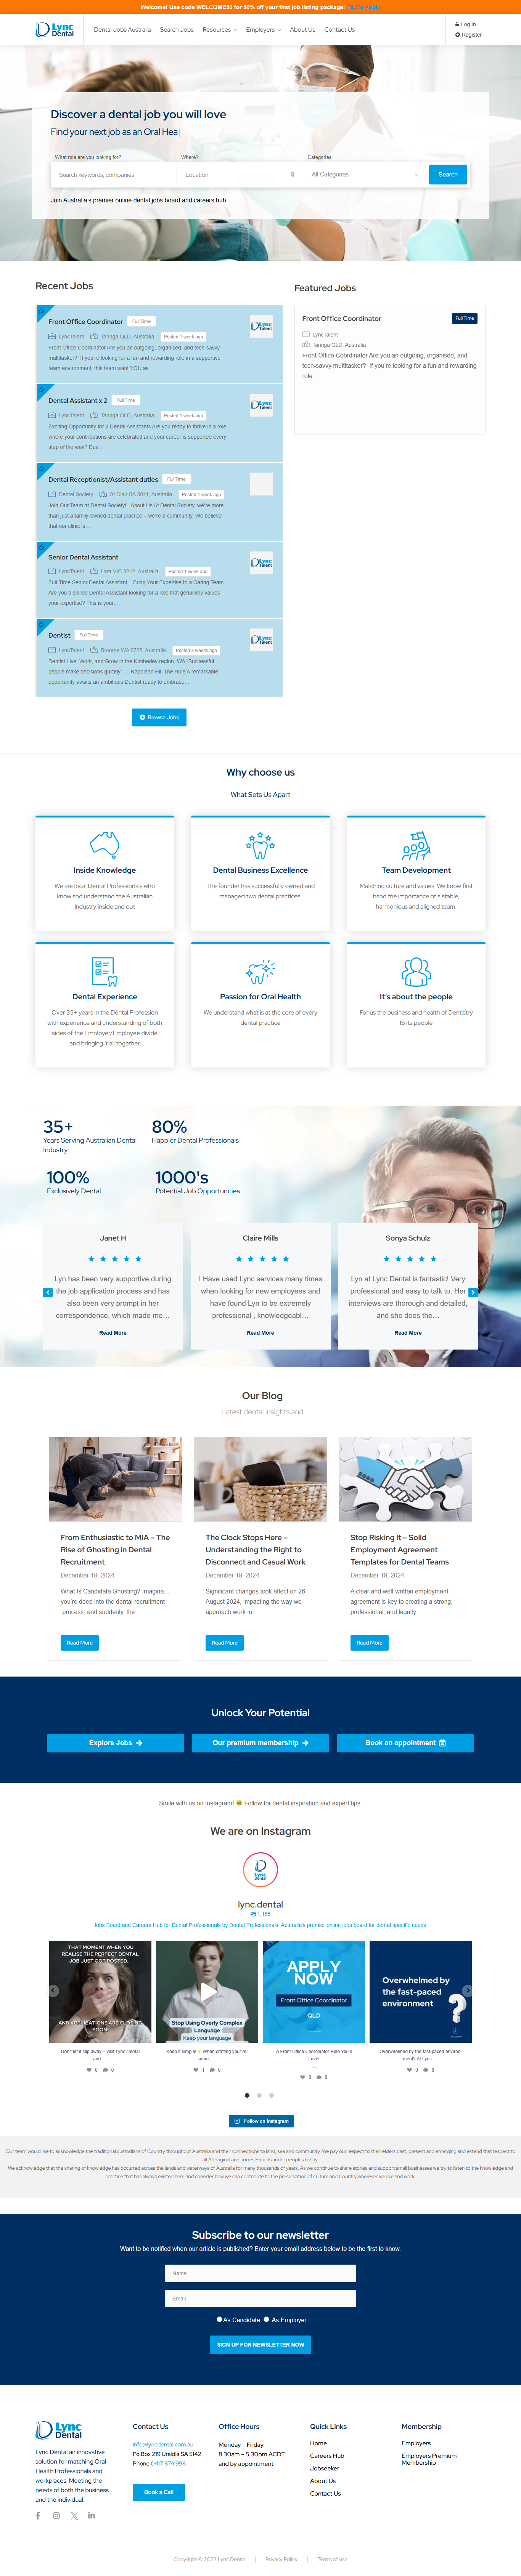 Welcome! Use code WELCOME50 for 50% off your first job listing package!
Lync Dental
Dental Jobs Australia
Search Jobs
Resources
Employers
About Us
Contact Us
Log In
Register
Discover a dental job you will love
Find your next job as an Oral Hea
What role are you looking for?
Where?
Categories
Search keywords, companies
Location
All Categories
Search
Join Australia's premier online dental jobs board and careers hub
Recent Jobs
Front Office Coordinator
Full Time
LyncTalent
Taringa QLD, Australia
Posted 1 week ago
Front Office Coordinator Are you an outgoing, organised, and tech-savvy
multitasker? If you're looking for a fun and rewarding role in a supportive
team environment, this team want YOU as…
Dental Assistant x 2
Full Time
LyncTalent
Taringa QLD, Australia
Posted 1 week ago
Exciting Opportunity for 2 Dental Assistants Are you ready to thrive in a role
where your contributions are celebrated and your career is supported every
step of the way? Due…
Dental Receptionist/Assistant duties
Full Time
Dental Society
St Clair SA 5011, Australia
Posted 1 week ago
Join Our Team at Dental Society! About Us At Dental Society, we're more
than just a family-owned dental practice – we're a community. We believe
that our clinic is…
Senior Dental Assistant
LyncTalent
Lara VIC 3212, Australia
Posted 1 week ago
Full-Time Senior Dental Assistant – Bring Your Expertise to a Caring Team
Are you a skilled Dental Assistant looking for a role that genuinely values
your expertise? This is your…
Dentist
Full Time
LyncTalent
Broome WA 6725, Australia
Posted 3 weeks ago
Dentist Live, Work, and Grow in the Kimberley region, WA "Successful
people make decisions quickly" … Napolean Hill The Role A remarkable
opportunity awaits an ambitious Dentist ready to embrace…
Browse Jobs
Featured Jobs
Front Office Coordinator
Full Time
LyncTalent
Taringa QLD, Australia
Front Office Coordinator Are you an outgoing, organised, and
tech-savvy multitasker? If you're looking for a fun and rewarding
role
Why choose us
What Sets Us Apart
Inside Knowledge
We are local Dental Professionals who
know and understand the Australian
Industry inside and out
Dental Business Excellence
The founder has successfully owned and
managed two dental practices.
Team Development
Matching culture and values. We know first
hand the importance of a stable,
harmonious and aligned team.
Dental Experience
Over 35+ years in the Dental Profession
with experience and understanding of both
sides of the Employer/Employee divide
and bringing it all together
Passion for Oral Health
We understand what is at the core of every
dental practice
It's about the people
For us the business and health of Dentistry
IS its people
35+
Years Serving Australian Dental
Industry
80%
Happier Dental Professionals
100%
Exclusively Dental
1000's
Potential Job Opportunities
Janet H
Lyn has been very supportive during
the job application process and has
also been very prompt in her
correspondence, which made me…
Read More
Claire Mills
I Have used Lync services many times
when looking for new employees and
have found Lyn to be extremely
professional , knowledgeabl…
Read More
Sonya Schulz
Lyn at Lync Dental is fantastic! Very
professional and easy to talk to. Her
interviews are thorough and detailed,
and she does the…
Read More
Our Blog
Latest dental insights and
From Enthusiastic to MIA – The
Rise of Ghosting in Dental
Recruitment
December 19, 2024
What Is Candidate Ghosting? Imagine…
you're deep into the dental recruitment
process, and suddenly, the
Read More
The Clock Stops Here –
Understanding the Right to
Disconnect and Casual Work
December 19, 2024
Significant changes took effect on 26
August 2024, impacting the way we
approach work in
Read More
Stop Risking It – Solid
Employment Agreement
Templates for Dental Teams
December 19, 2024
A clear and well-written employment
agreement is key to creating a strong,
professional, and legally
Read More
Unlock Your Potential
Explore Jobs
Our premium membership
Book an appointment
Smile with us on Instagram! 😀 Follow for dental inspiration and expert tips.
We are on Instagram
lync.dental
1,155
Jobs Board and Careers Hub for Dental Professionals by Dental Professionals. Australia's premier online jobs board for dental specific needs.
THAT MOMENT WHEN YOU
REALISE THE PERFECT DENTAL
JOB JUST GOT POSTED...
AND APPLICATIONS ARE CLOSING
SOON
Don't let it slip away – visit Lync Dental
and ...
0 0
Stop Using Overly Complex
Language
Keep your language
Keep it simple! When crafting your re-
sume, ...
1 0
APPLY
NOW
Front Office Coordinator
QLD
A Front Office Coordinator Role You'll
Love!
0 0
Overwhelmed by
the fast-paced
environment
Overwhelmed by the fast-paced environ-
ment? At Lync ...
0 0
Follow on Instagram
Our team would like to acknowledge the traditional custodians of Country throughout Australia and their connections to land, sea and community. We pay our respect to their elders past, present and emerging and extend that respect to
all Aboriginal and Torres Strait Islander peoples today.
We acknowledge that the sharing of knowledge has occurred across the lands and waterways of Australia for many thousands of years. As we continue to share stories and support small businesses we try to listen to the knowledge and
practice that has always existed here and consider how we can contribute to the preservation of culture and Country wherever we live and work.
Subscribe to our newsletter
Want to be notified when our article is published? Enter your email address below to be the first to know.
Name
Email
As Candidate
As Employer
SIGN UP FOR NEWSLETTER NOW
Lync Dental
Lync Dental an innovative
solution for matching Oral
Health Professionals and
workplaces. Meeting the
needs of both the business
and the individual.
Contact Us
info@lyncdental.com.au
Po Box 219 Uraidla SA 5142
Phone 0417 874 996
Book a Call
Office Hours
Monday – Friday
8.30am – 5.30pm ACDT
and by appointment
Quick Links
Home
Careers Hub
Jobseeker
About Us
Contact Us
Membership
Employers
Employers Premium
Membership
Copyright © 2023 Lync Dental
Privacy Policy
Terms of use